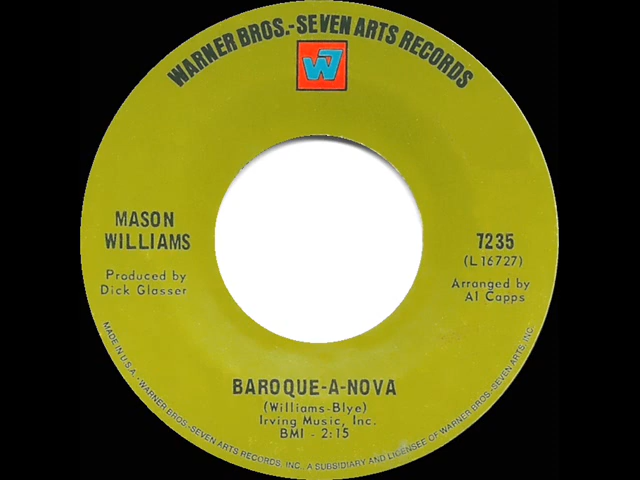 WARNER BROS.-SEVEN ARTS RECORDS
W7
MASON
WILLIAMS
Produced by
Dick Glasser
7235
(L16727)
Arranged by
Al Capps
BAROQUE-A-NOVA
(Williams-Blye)
Irving Music, Inc.
BMI - 2:15
MADE IN U.S.A. - WARNER BROS.-SEVEN ARTS RECORDS, INC., A SUBSIDIARY AND LICENSEE OF WARNER BROS.-SEVEN ARTS, INC.